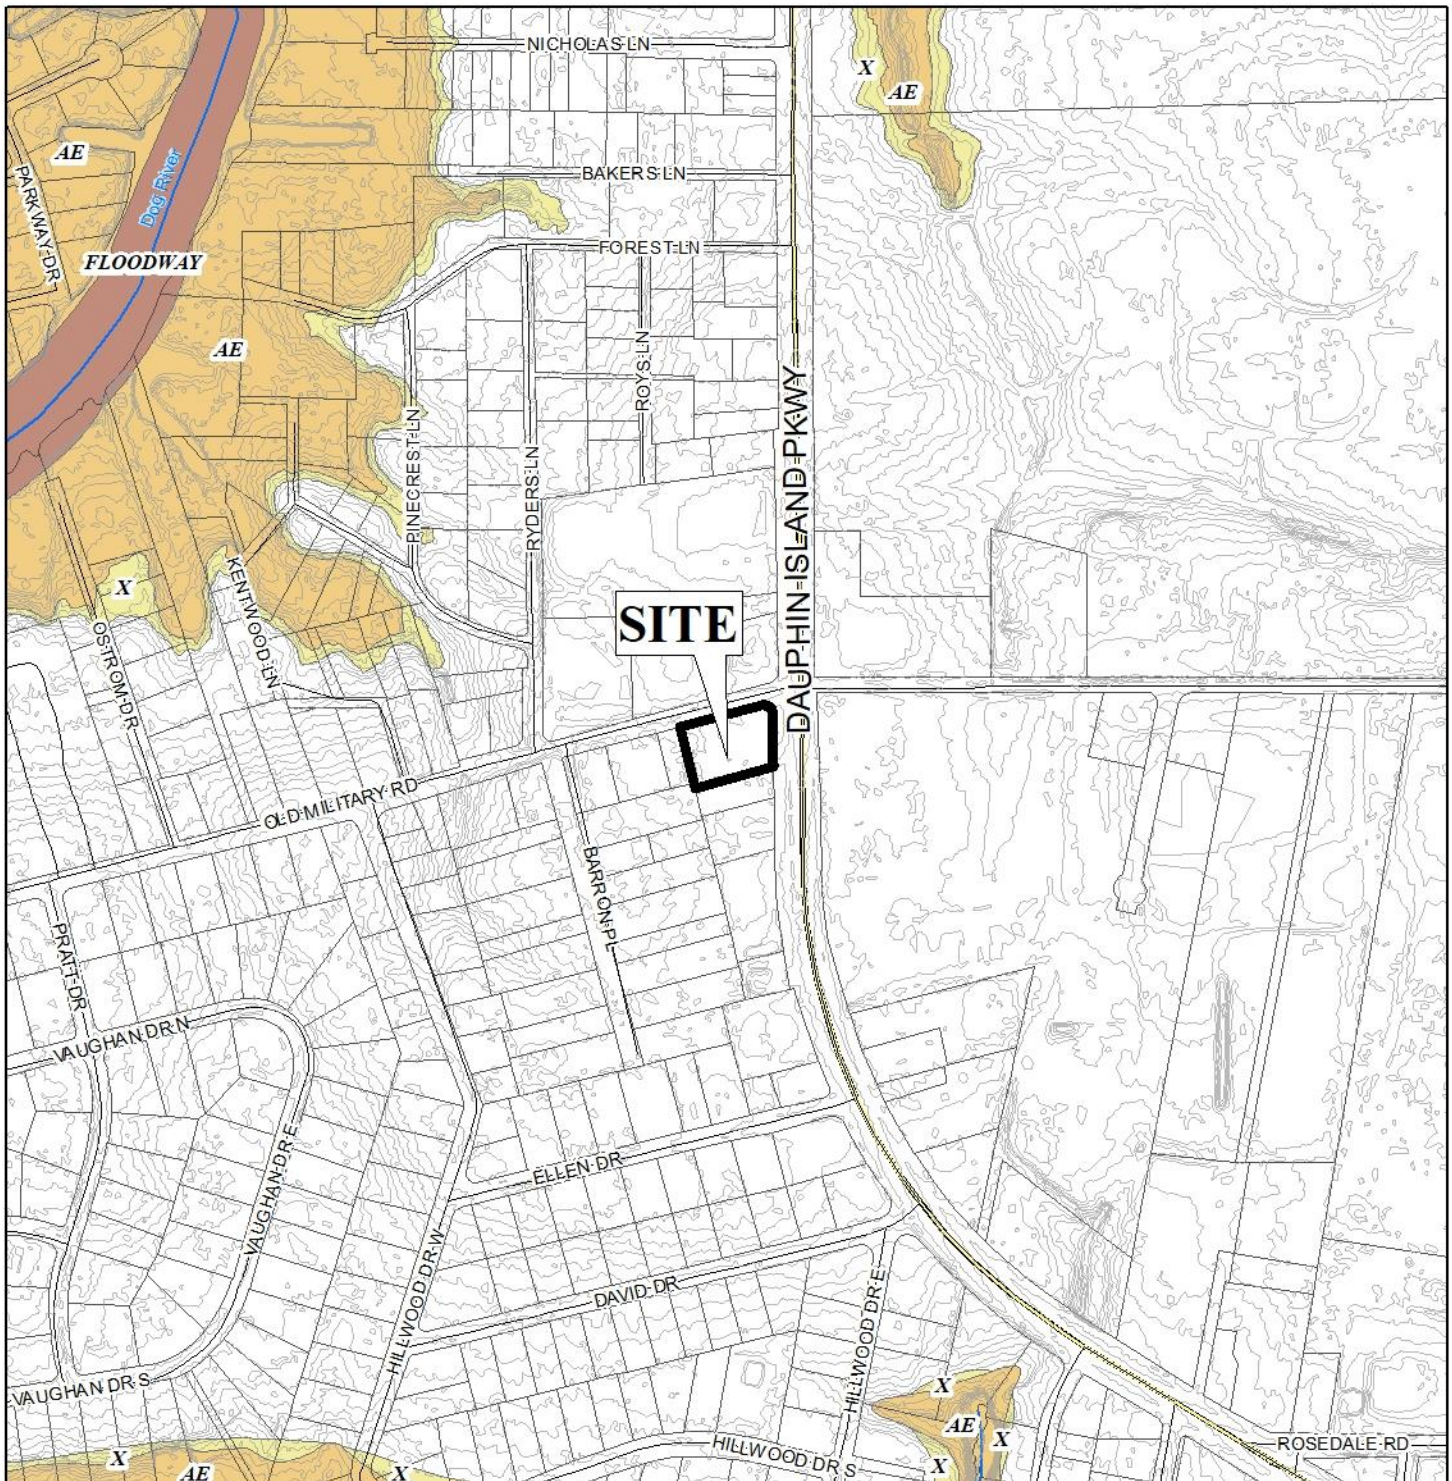 NICHOLAS LN
X
AE
AE
BAKERS LN
PARKWAY DR
Dog River
FOREST LN
FLOODWAY
AE
ROYS LN
DAUPHIN ISLAND PKWY
PINECREST LN
RYDERS LN
X
KENTWOOD LN
SITE
OSTROM DR
OLD MILITARY RD
BARRON PL
PRATT DR
VAUGHAN DR N
VAUGHAN DR E
ELLEN DR
HILLWOOD DR W
DAVID DR
HILLWOOD DR E
VAUGHAN DR S
X
AE
X
X
AE
X
HILLWOOD DR S
X
ROSEDALE RD